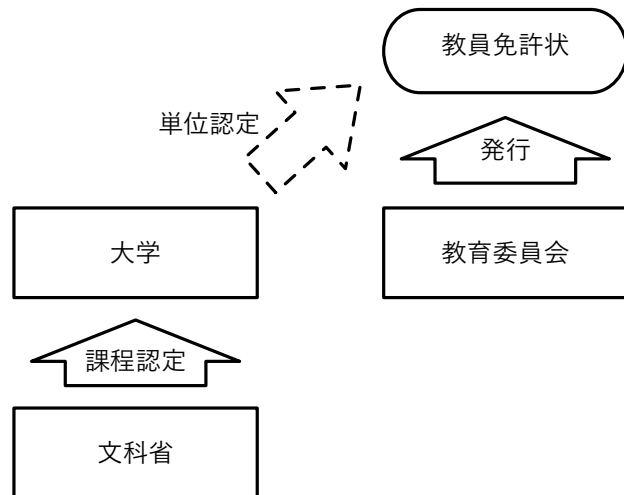 教員免許状
単位認定
発行
大学
教育委員会
課程認定
文科省